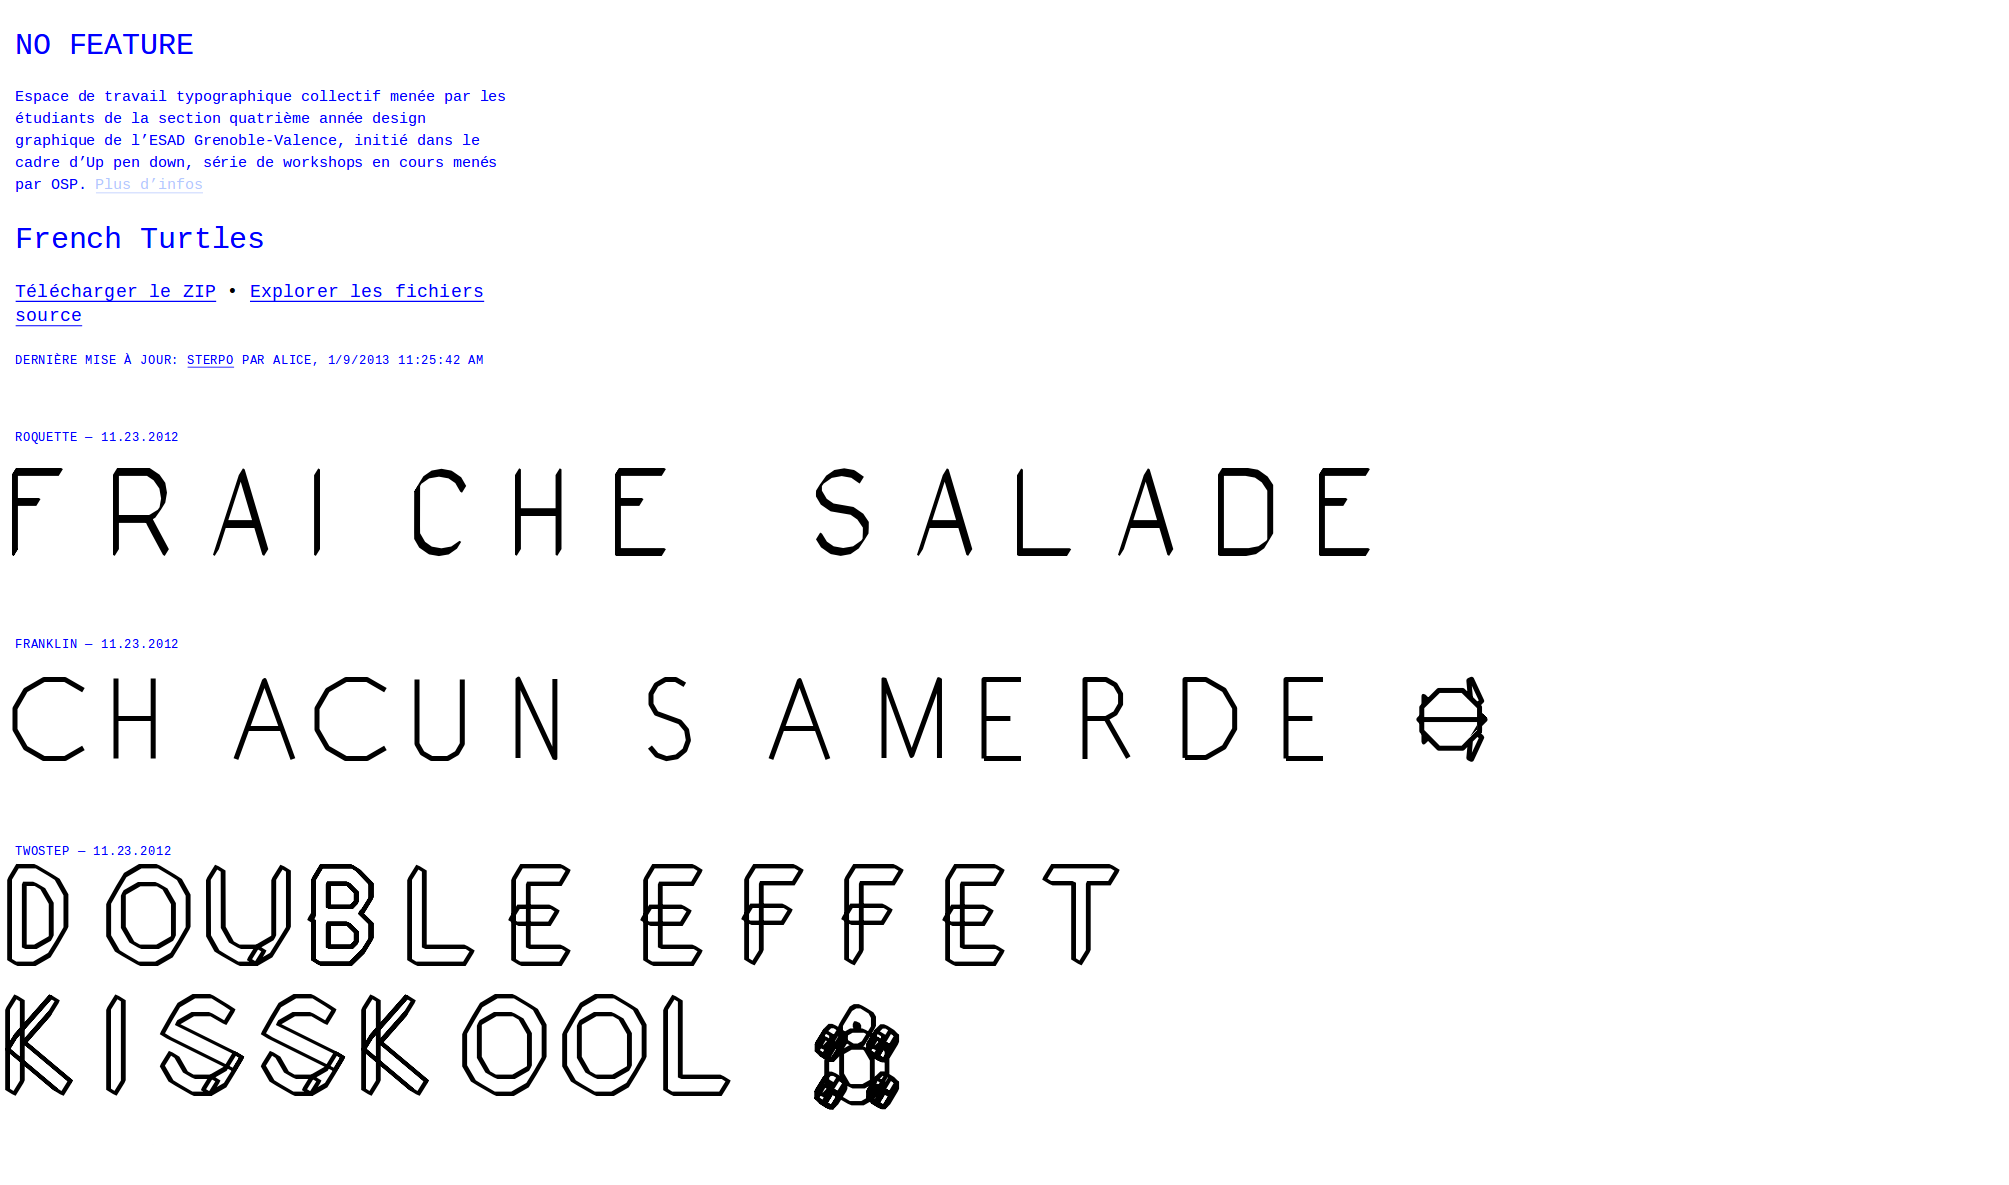 NO FEATURE
Espace de travail typographique collectif menée par les
étudiants de la section quatrième année design
graphique de l’ESAD Grenoble-Valence, initié dans le
cadre d’Up pen down, série de workshops en cours menés
par OSP. Plus d’infos
French Turtles
Télécharger le ZIP • Explorer les fichiers
source
DERNIÈRE MISE À JOUR: STERPO PAR ALICE, 1/9/2013 11:25:42 AM
ROQUETTE — 11.23.2012
FRAICHE SALADE
FRANKLIN — 11.23.2012
CHACUN SA MERDE
TWOSTEP — 11.23.2012
DOUBLE EFFET
KISSKOOL